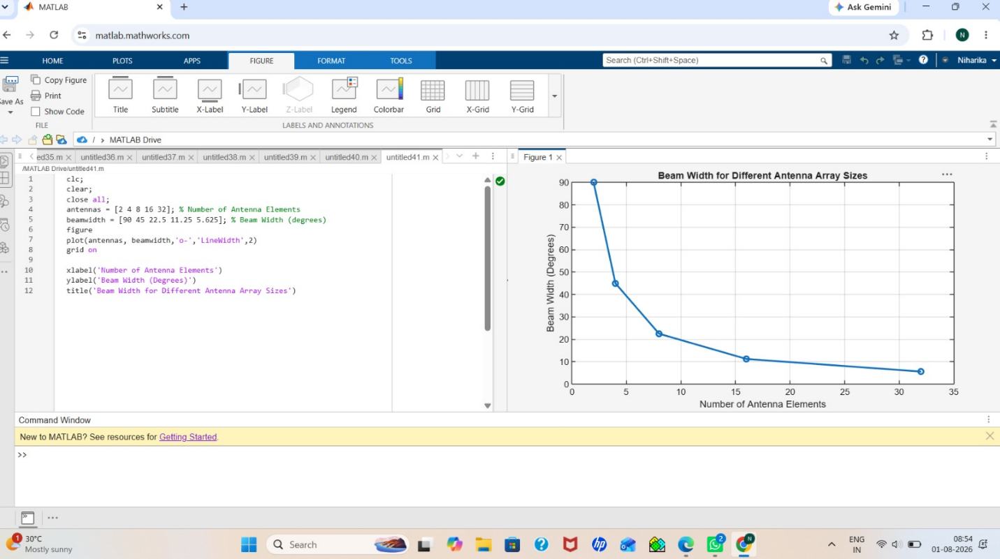 MATLAB
Ask Gemini
matlab.mathworks.com
N
HOME PLOTS APPS FIGURE FORMAT TOOLS
Search (Ctrl+Shift+Space)
Niharika
Save As
Copy Figure
Print
Show Code
FILE
Title Subtitle X-Label Y-Label Z-Label Legend Colorbar Grid X-Grid Y-Grid
LABELS AND ANNOTATIONS
/ › MATLAB Drive
ed35.m untitled36.m untitled37.m untitled38.m untitled39.m untitled40.m untitled41.m
/MATLAB Drive/untitled41.m
1 clc;
2 clear;
3 close all;
4 antennas = [2 4 8 16 32]; % Number of Antenna Elements
5 beamwidth = [90 45 22.5 11.25 5.625]; % Beam Width (degrees)
6 figure
7 plot(antennas, beamwidth,'o-','LineWidth',2)
8 grid on
9
10 xlabel('Number of Antenna Elements')
11 ylabel('Beam Width (Degrees)')
12 title('Beam Width for Different Antenna Array Sizes')
Figure 1
Beam Width for Different Antenna Array Sizes
Beam Width (Degrees)
90
80
70
60
50
40
30
20
10
0
0 5 10 15 20 25 30 35
Number of Antenna Elements
Command Window
New to MATLAB? See resources for Getting Started.
>>
1
30°C
Mostly sunny
Search
hp
2
N
ENG
IN
08:54
01-08-2026